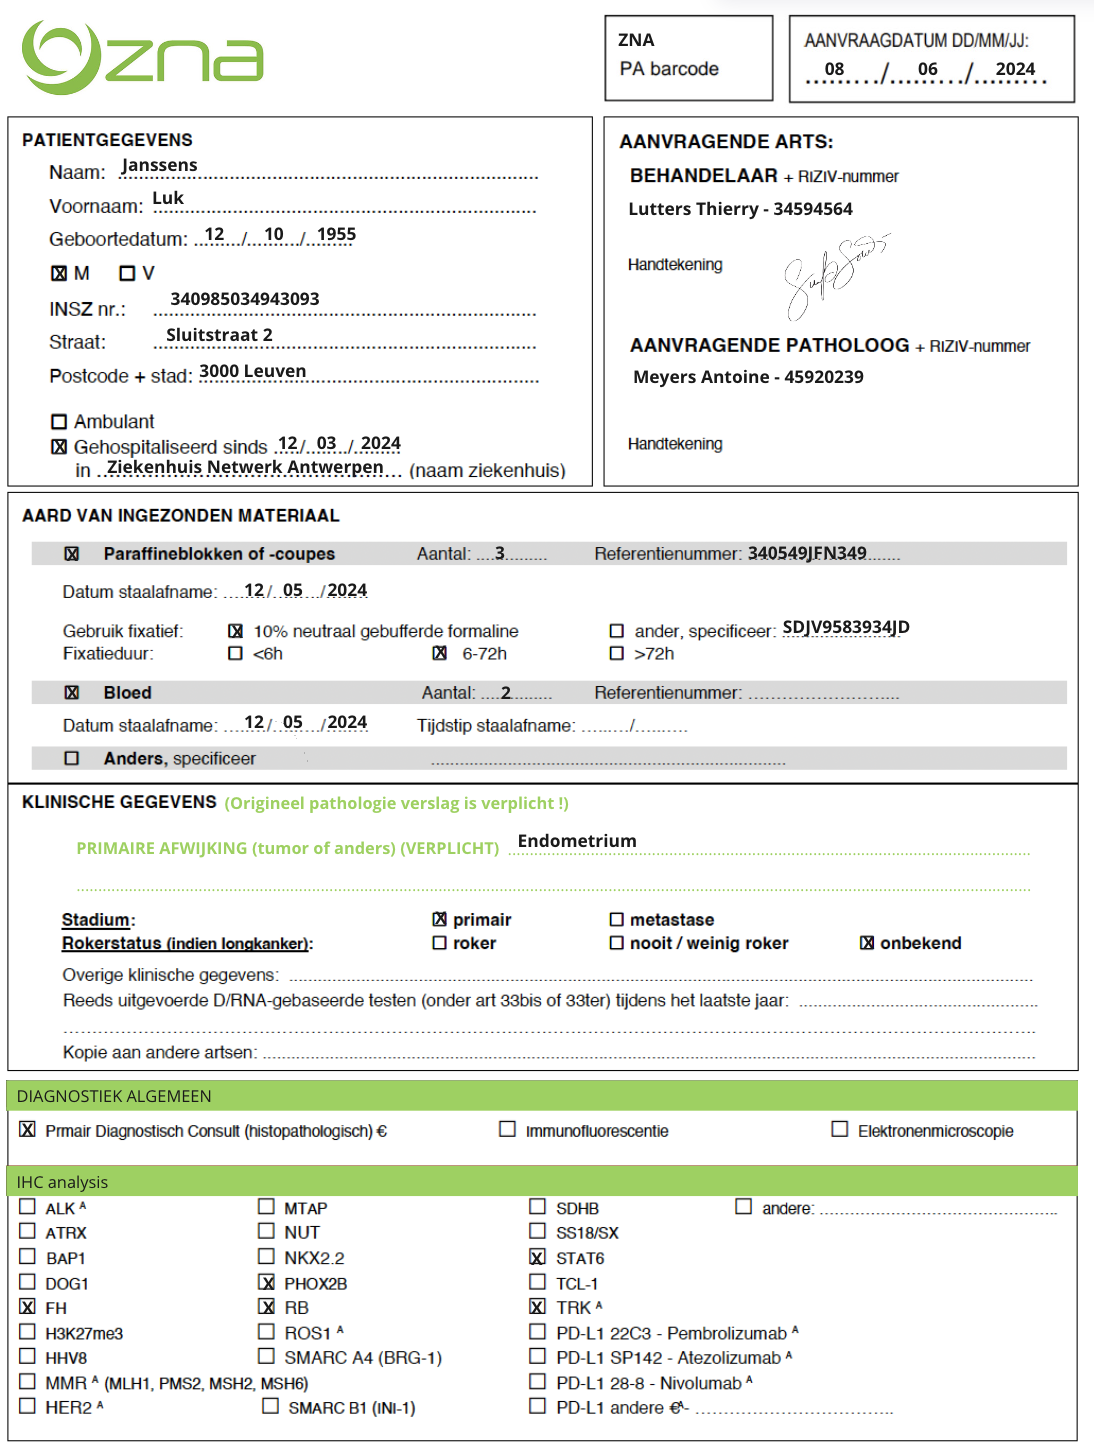 zna
ZNA
PA barcode
AANVRAAGDATUM DD/MM/JJ:
08 / 06 / 2024
PATIENTGEGEVENS
Naam: Janssens
Voornaam: Luk
Geboortedatum: 12 / 10 / 1955
☒ M ☐ V
INSZ nr.: 340985034943093
Straat: Sluitstraat 2
Postcode + stad: 3000 Leuven
☐ Ambulant
☒ Gehospitaliseerd sinds 12 / 03 / 2024
in Ziekenhuis Netwerk Antwerpen (naam ziekenhuis)
AANVRAGENDE ARTS:
BEHANDELAAR + RIZIV-nummer
Lutters Thierry - 34594564
Handtekening
AANVRAGENDE PATHOLOOG + RIZIV-nummer
Meyers Antoine - 45920239
Handtekening
AARD VAN INGEZONDEN MATERIAAL
☒ Paraffineblokken of -coupes Aantal: 3 Referentienummer: 340549JFN349
Datum staalafname: 12 / 05 / 2024
Gebruik fixatief: ☒ 10% neutraal gebufferde formaline ☐ ander, specificeer: SDJV9583934JD
Fixatieduur: ☐ <6h ☒ 6-72h ☐ >72h
☒ Bloed Aantal: 2 Referentienummer:
Datum staalafname: 12 / 05 / 2024 Tijdstip staalafname: ....../........
☐ Anders, specificeer
KLINISCHE GEGEVENS (Origineel pathologie verslag is verplicht !)
PRIMAIRE AFWIJKING (tumor of anders) (VERPLICHT) Endometrium
Stadium: ☒ primair ☐ metastase
Rokerstatus (indien longkanker): ☐ roker ☐ nooit / weinig roker ☒ onbekend
Overige klinische gegevens:
Reeds uitgevoerde D/RNA-gebaseerde testen (onder art 33bis of 33ter) tijdens het laatste jaar:
Kopie aan andere artsen:
DIAGNOSTIEK ALGEMEEN
☒ Prmair Diagnostisch Consult (histopathologisch) € ☐ Immunofluorescentie ☐ Elektronenmicroscopie
IHC analysis
☐ ALK A ☐ MTAP ☐ SDHB ☐ andere:
☐ ATRX ☐ NUT ☐ SS18/SX
☐ BAP1 ☐ NKX2.2 ☒ STAT6
☐ DOG1 ☒ PHOX2B ☐ TCL-1
☒ FH ☒ RB ☒ TRK A
☐ H3K27me3 ☐ ROS1 A ☐ PD-L1 22C3 - Pembrolizumab A
☐ HHV8 ☐ SMARC A4 (BRG-1) ☐ PD-L1 SP142 - Atezolizumab A
☐ MMR A (MLH1, PMS2, MSH2, MSH6) ☐ PD-L1 28-8 - Nivolumab A
☐ HER2 A ☐ SMARC B1 (INI-1) ☐ PD-L1 andere €A-